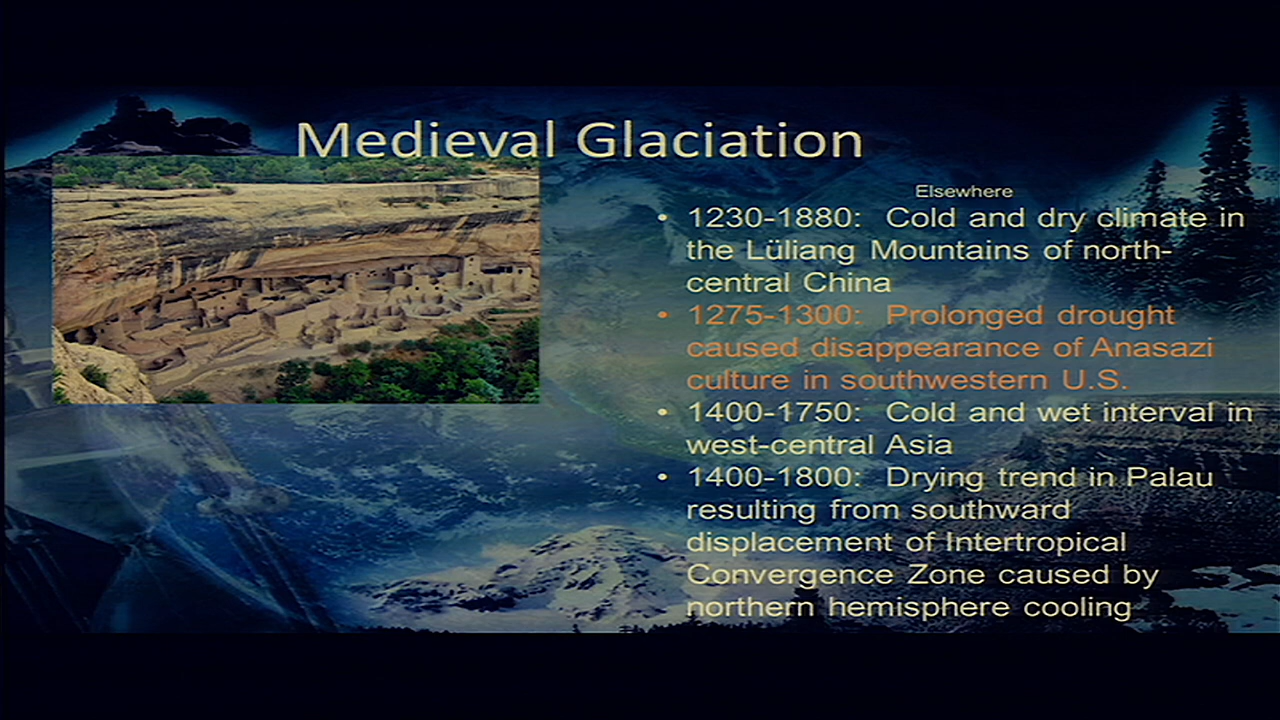 Medieval Glaciation
Elsewhere
• 1230-1880: Cold and dry climate in
the Lüliang Mountains of north-
central China
• 1275-1300: Prolonged drought
caused disappearance of Anasazi
culture in southwestern U.S.
• 1400-1750: Cold and wet interval in
west-central Asia
• 1400-1800: Drying trend in Palau
resulting from southward
displacement of Intertropical
Convergence Zone caused by
northern hemisphere cooling